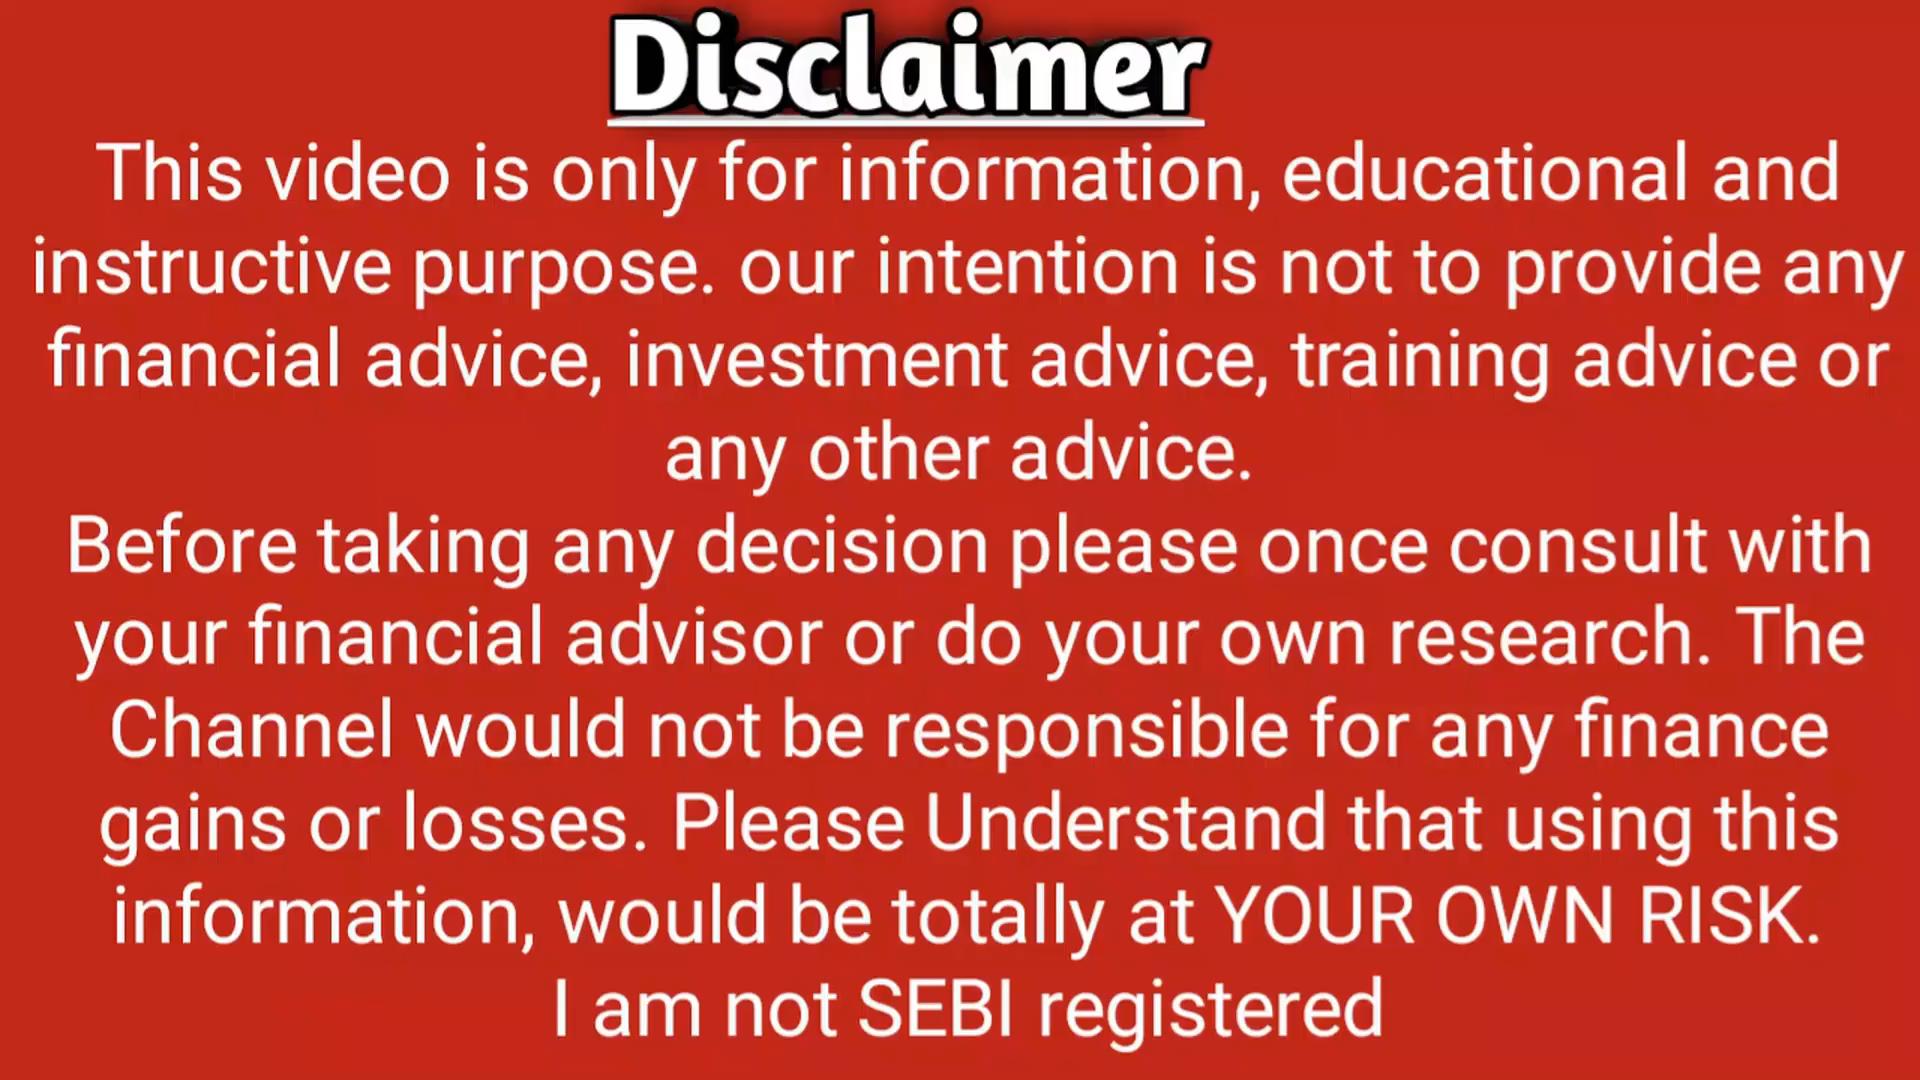 Disclaimer
This video is only for information, educational and
instructive purpose. our intention is not to provide any
financial advice, investment advice, training advice or
any other advice.
Before taking any decision please once consult with
your financial advisor or do your own research. The
Channel would not be responsible for any finance
gains or losses. Please Understand that using this
information, would be totally at YOUR OWN RISK.
I am not SEBI registered